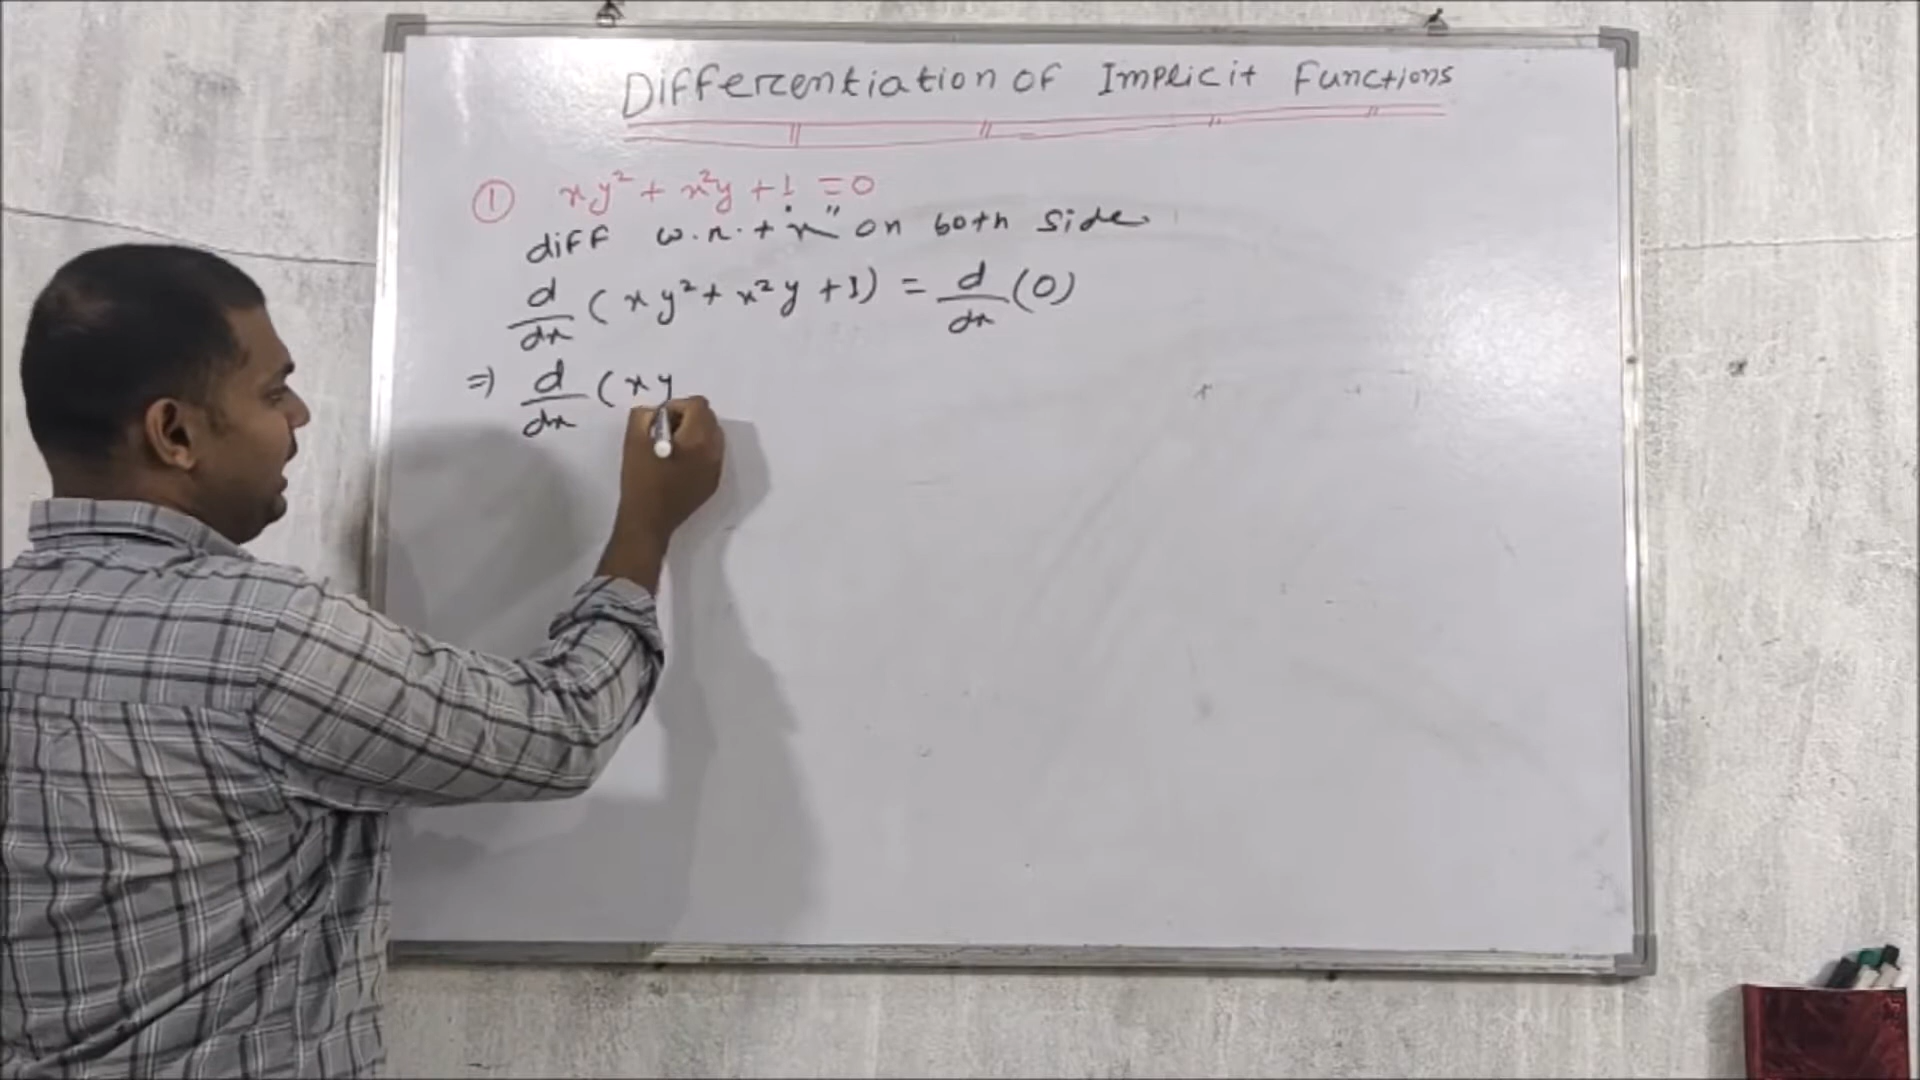 Differentiation of Implicit Functions
① xy² + x²y + 1 = 0
diff w.r.t "x" on both side.
d/dx (xy² + x²y + 1) = d/dx (0)
⇒ d/dx (xy